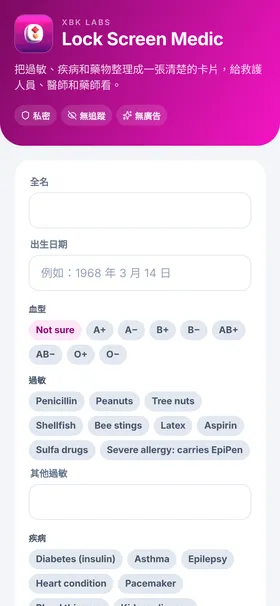 XBK LABS
Lock Screen Medic
把過敏、疾病和藥物整理成一張清楚的卡片，給救護
人員、醫師和藥師看。
私密 無追蹤 無廣告
全名
出生日期
例如：1968 年 3 月 14 日
血型
Not sure A+ A− B+ B− AB+
AB− O+ O−
過敏
Penicillin Peanuts Tree nuts
Shellfish Bee stings Latex Aspirin
Sulfa drugs Severe allergy: carries EpiPen
其他過敏
疾病
Diabetes (insulin) Asthma Epilepsy
Heart condition Pacemaker